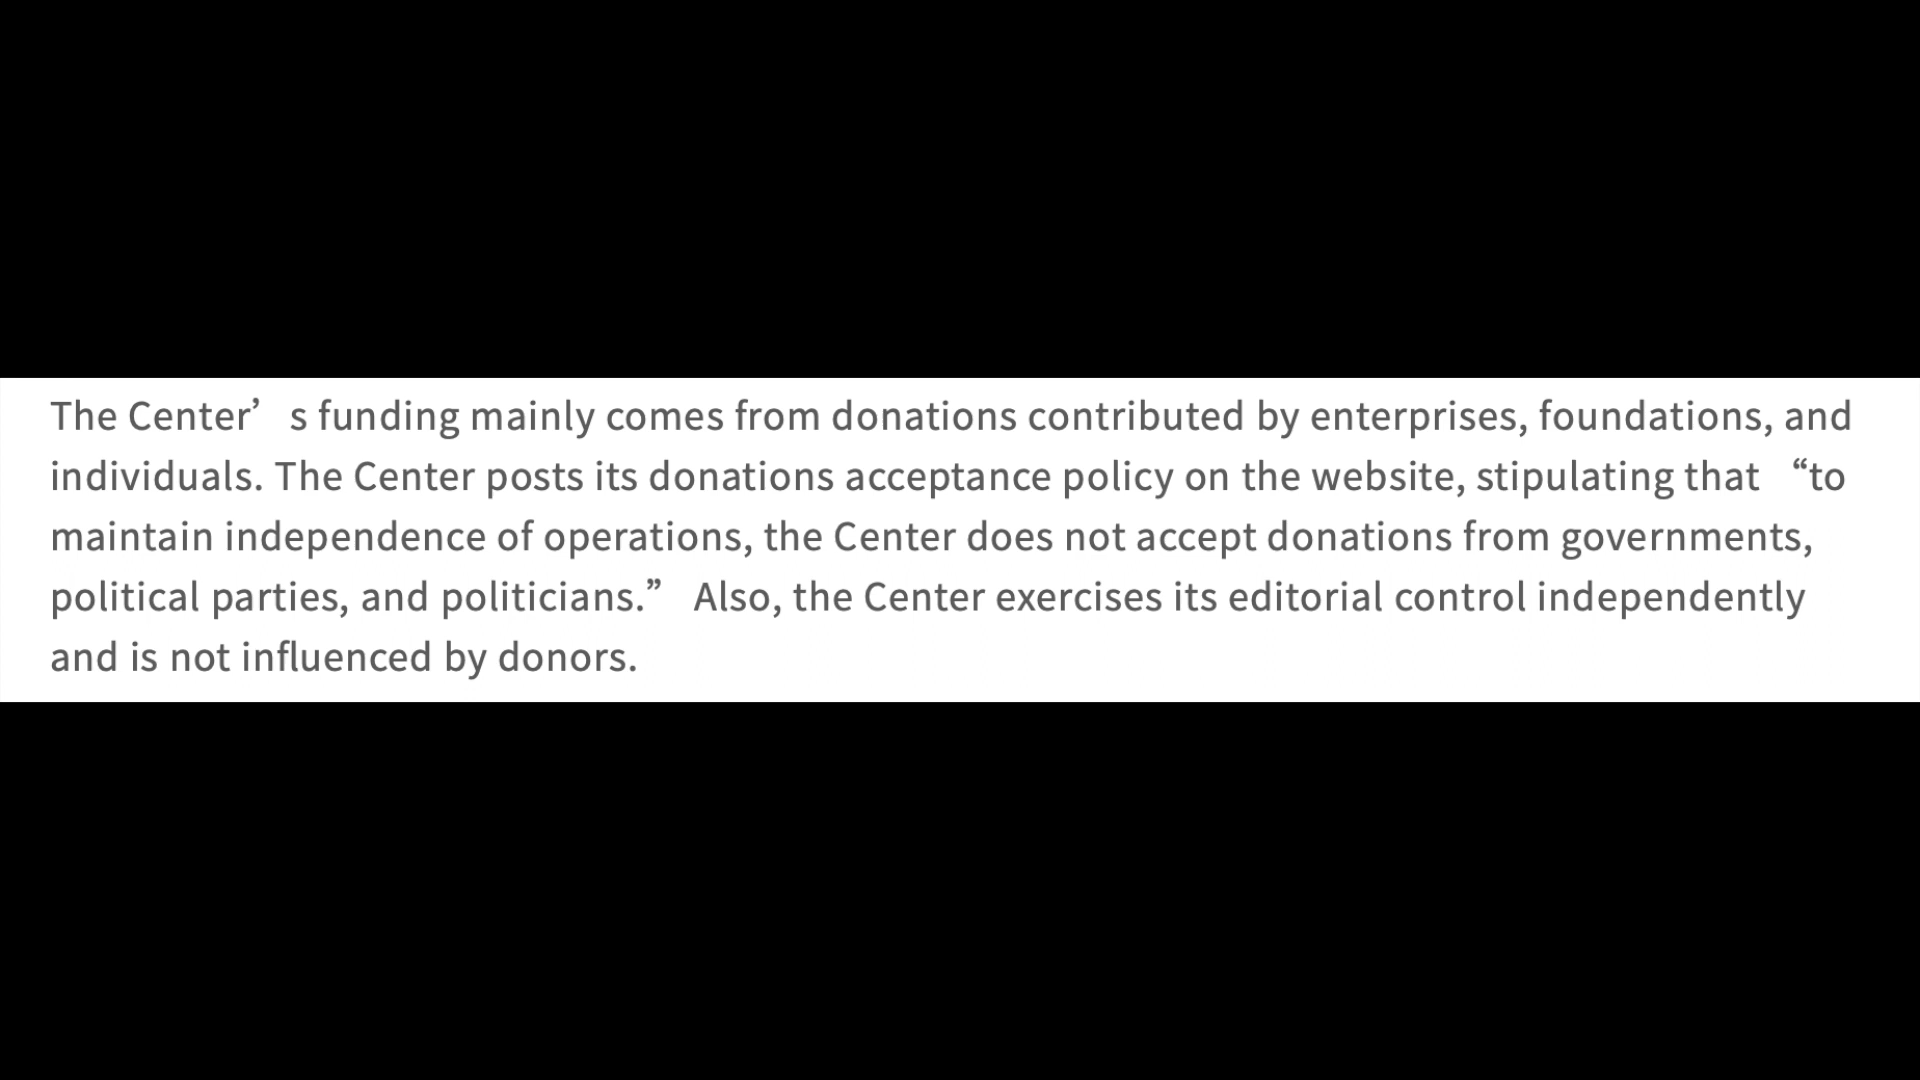 The Center’ s funding mainly comes from donations contributed by enterprises, foundations, and
individuals. The Center posts its donations acceptance policy on the website, stipulating that “to
maintain independence of operations, the Center does not accept donations from governments,
political parties, and politicians.” Also, the Center exercises its editorial control independently
and is not influenced by donors.